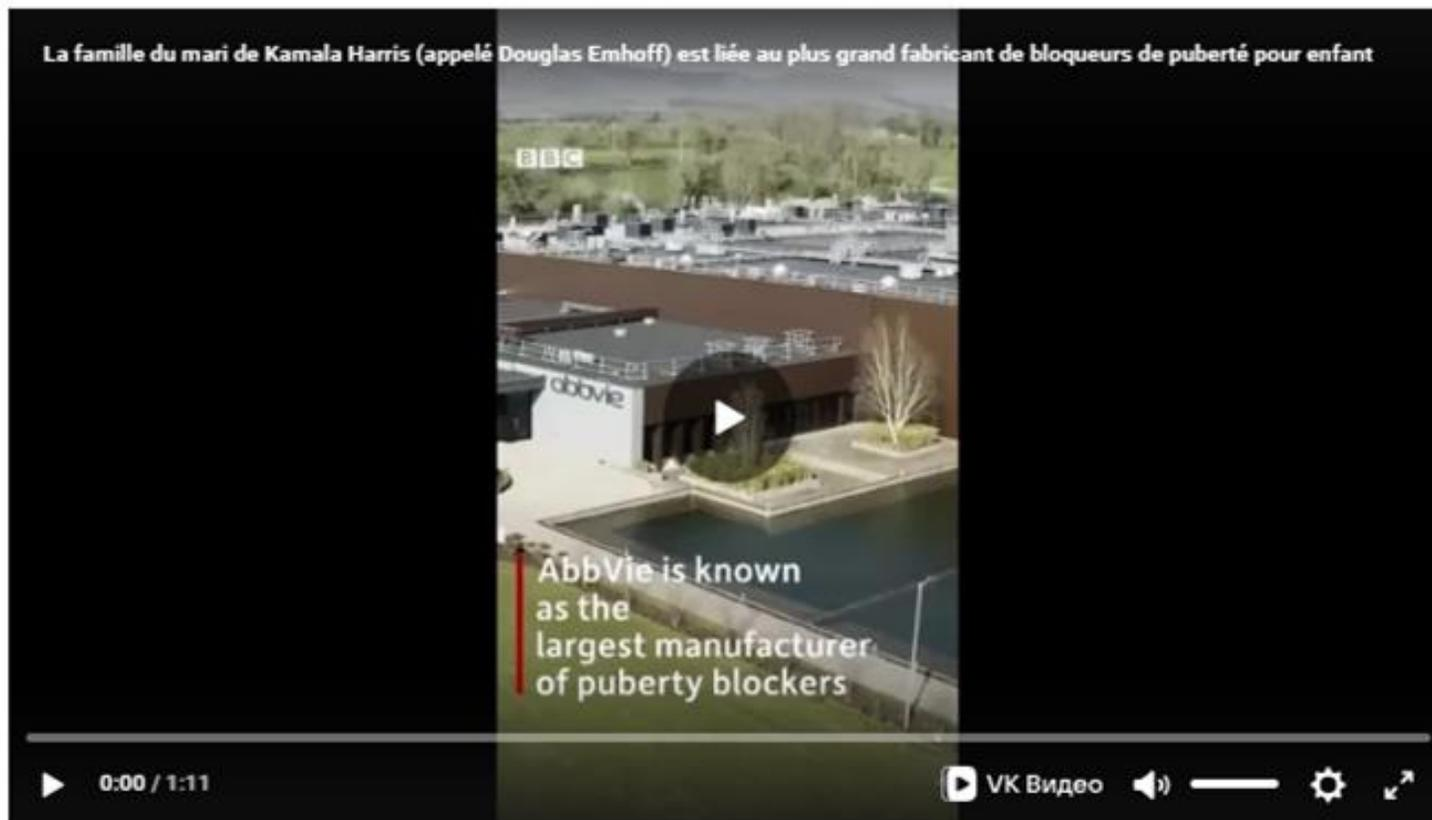 La famille du mari de Kamala Harris (appelé Douglas Emhoff) est liée au plus grand fabricant de bloqueurs de puberté pour enfant
BBC
abbvie
AbbVie is known
as the
largest manufacturer
of puberty blockers
0:00 / 1:11
VK Видео